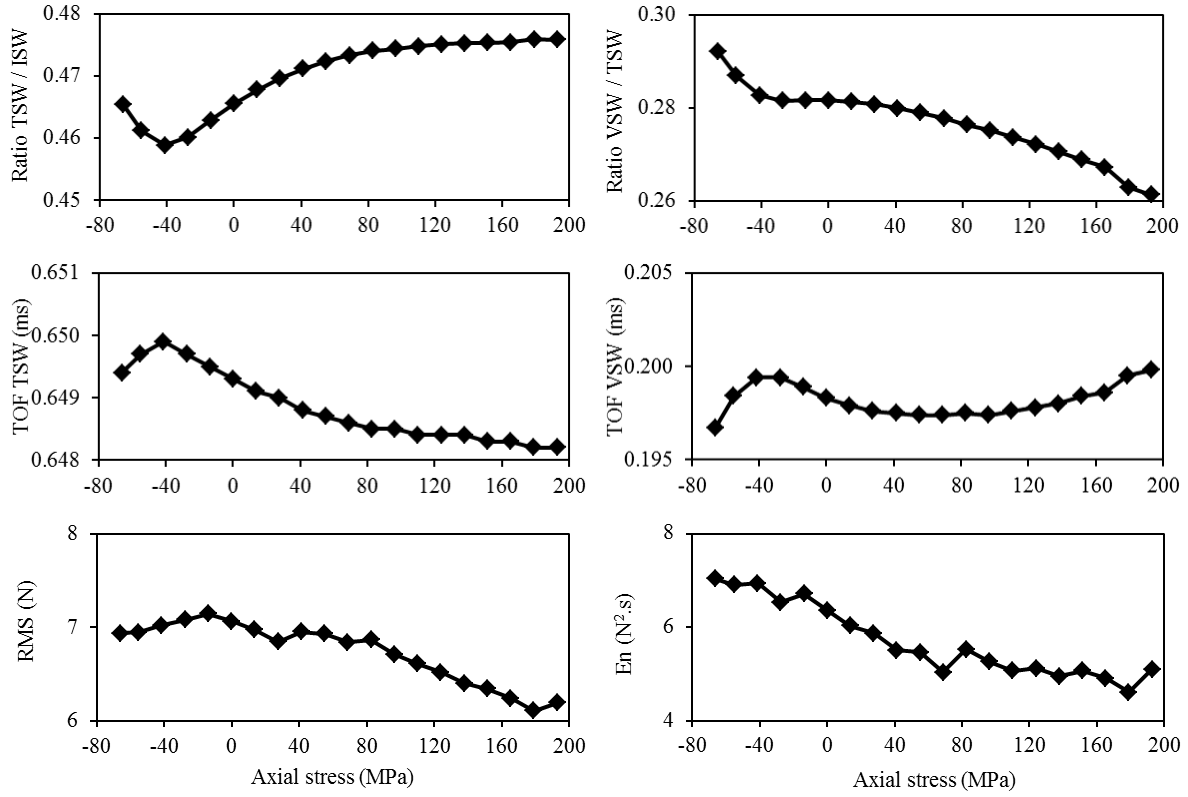 Ratio TSW / ISW
0.48
0.47
0.46
0.45
-80 -40 0 40 80 120 160 200
Ratio VSW / TSW
0.30
0.28
0.26
-80 -40 0 40 80 120 160 200
TOF TSW (ms)
0.651
0.650
0.649
0.648
-80 -40 0 40 80 120 160 200
TOF VSW (ms)
0.205
0.200
0.195
-80 -40 0 40 80 120 160 200
RMS (N)
8
7
6
-80 -40 0 40 80 120 160 200
Axial stress (MPa)
En (N².s)
8
6
4
-80 -40 0 40 80 120 160 200
Axial stress (MPa)